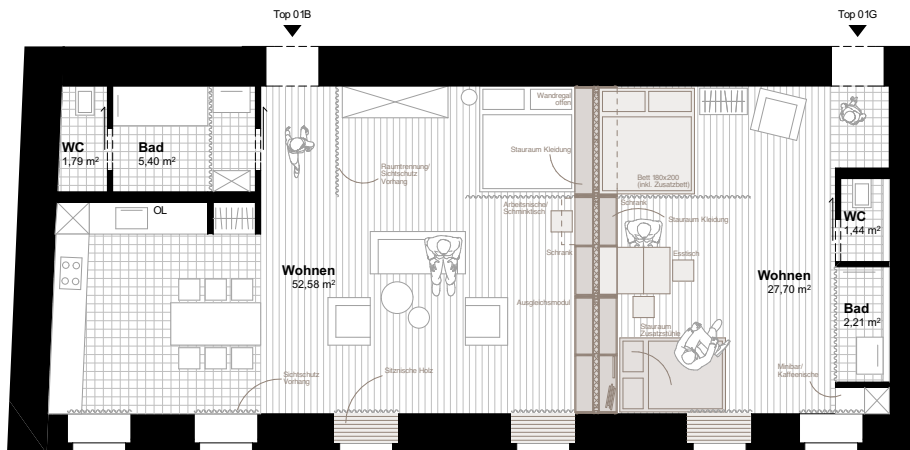 Top 01B
Top 01G
WC
1,79 m²
Bad
5,40 m²
OL
Raumtrennung/
Sichtschutz
Vorhang
Wandregal
offen
Stauraum Kleidung
Arbeitsnische/
Schminktisch
Schrank
Ausgleichsmodul
Wohnen
52,58 m²
Sichtschutz
Vorhang
Sitznische Holz
Bett 180x200
(inkl. Zusatzbett)
Schrank
Stauraum Kleidung
Esstisch
Stauraum
Zusatzstühle
Wohnen
27,70 m²
WC
1,44 m²
Bad
2,21 m²
Minibar/
Kaffeenische